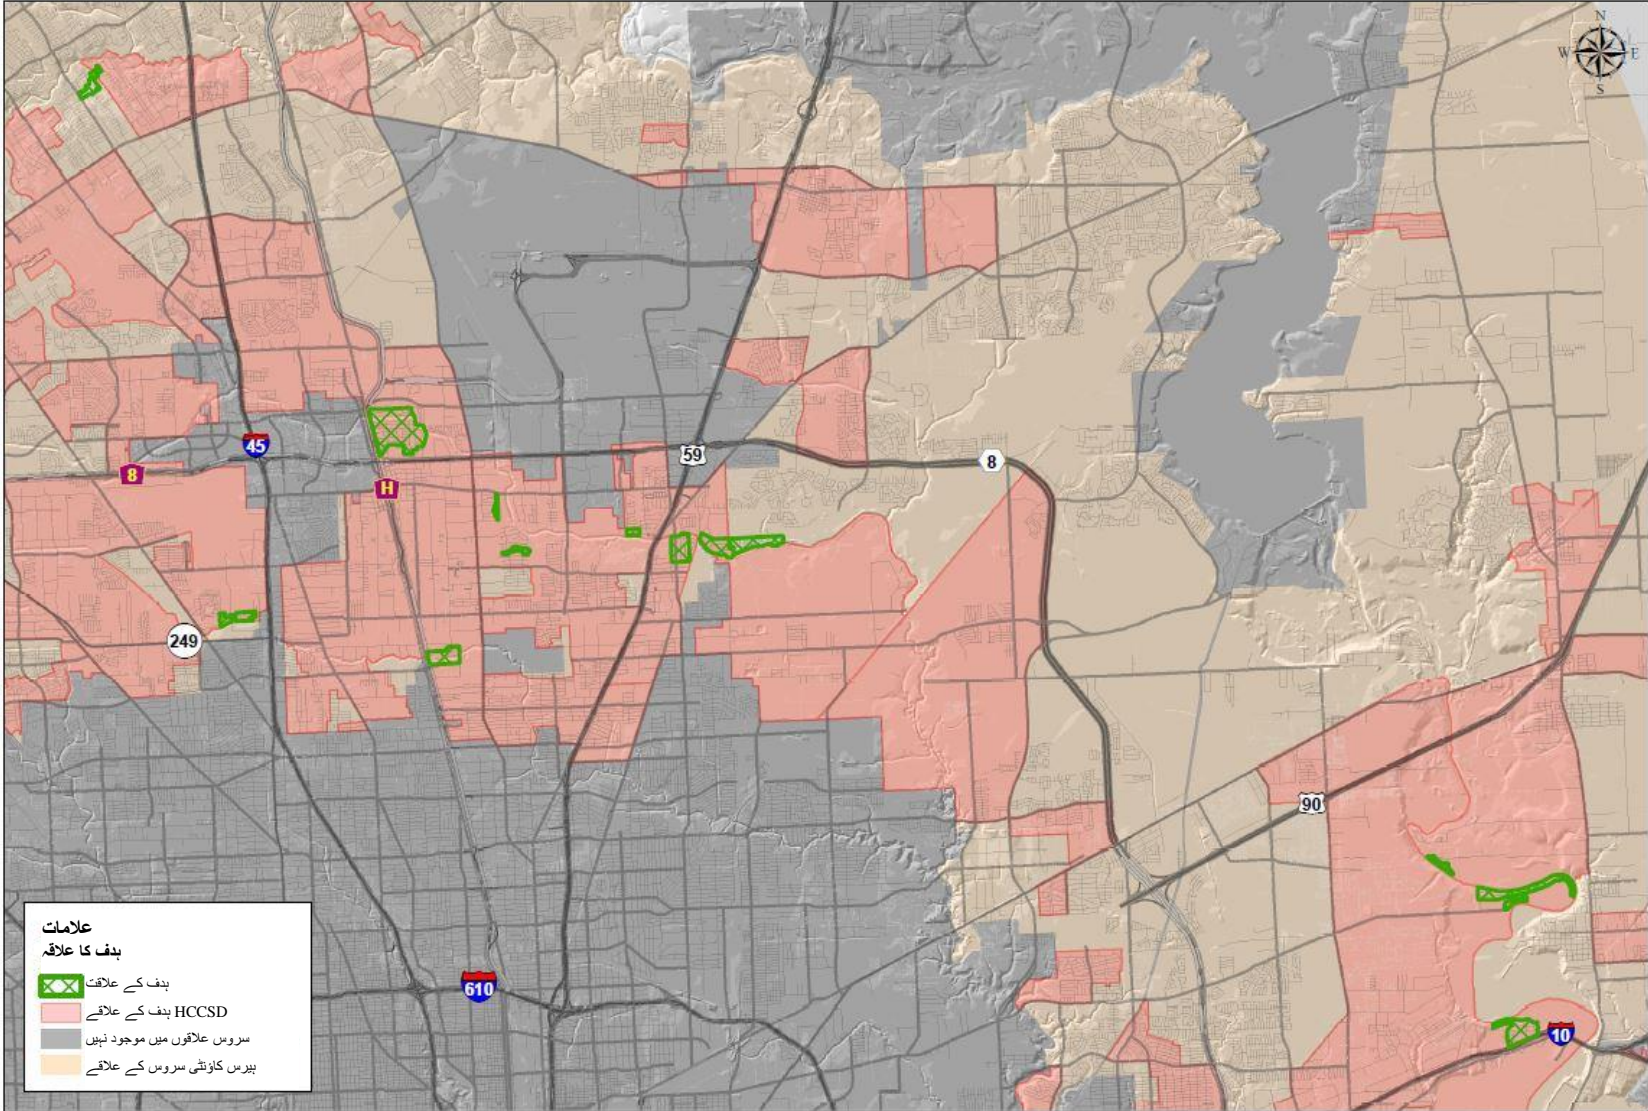 N
W E
S
45
8
H
59
8
249
90
610
10
علامات
ہدف کا علاقہ
ہدف کے علاقت
HCCSD ہدف کے علاقے
سروس علاقوں میں موجود نہیں
ہیرس کاؤنٹی سروس کے علاقے